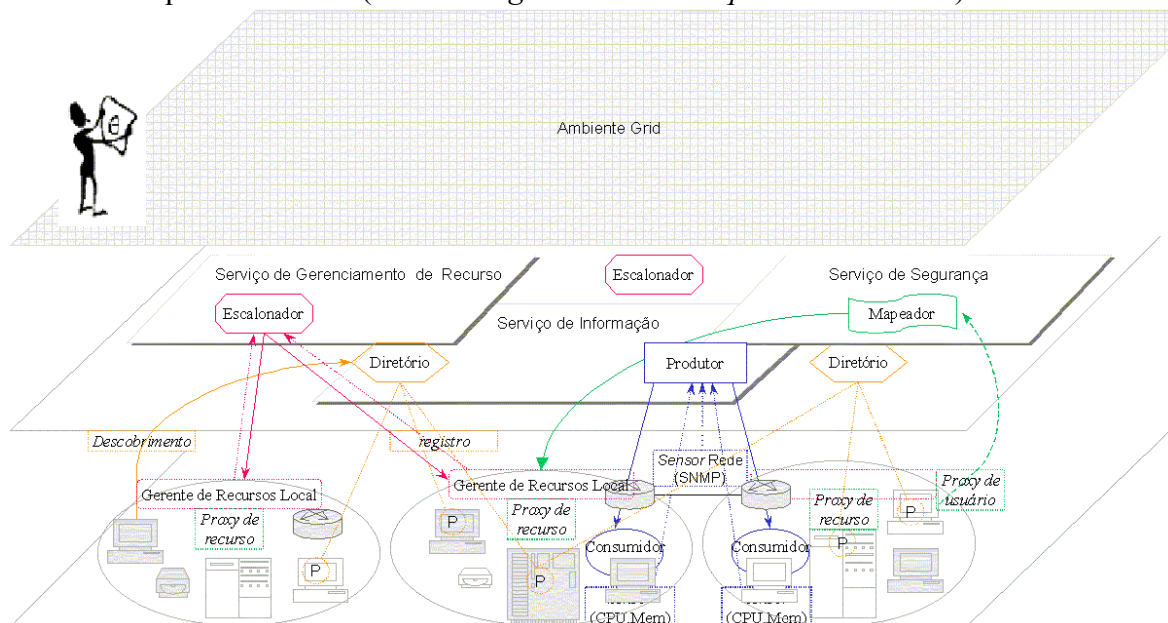 Ambiente Grid
Serviço de Gerenciamento de Recurso
Escalonador
Serviço de Segurança
Escalonador
Mapeador
Serviço de Informação
Diretório
Produtor
Diretório
Descobrimento
registro
Sensor Rede
(SNMP)
Gerente de Recursos Local
Gerente de Recursos Local
Proxy de
usuário
Proxy de
recurso
Proxy de
recurso
Proxy de
recurso
P
P
P
P
P
Consumidor
Consumidor
(CPU,Mem)
(CPU,Mem)